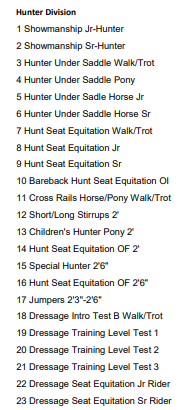 Hunter Division
1 Showmanship Jr-Hunter
2 Showmanship Sr-Hunter
3 Hunter Under Saddle Walk/Trot
4 Hunter Under Saddle Pony
5 Hunter Under Sadle Horse Jr
6 Hunter Under Saddle Horse Sr
7 Hunt Seat Equitation Walk/Trot
8 Hunt Seat Equitation Jr
9 Hunt Seat Equitation Sr
10 Bareback Hunt Seat Equitation Ol
11 Cross Rails Horse/Pony Walk/Trot
12 Short/Long Stirrups 2'
13 Children's Hunter Pony 2'
14 Hunt Seat Equitation OF 2'
15 Special Hunter 2'6"
16 Hunt Seat Equitation OF 2'6"
17 Jumpers 2'3"-2'6"
18 Dressage Intro Test B Walk/Trot
19 Dressage Training Level Test 1
20 Dressage Training Level Test 2
21 Dressage Training Level Test 3
22 Dressage Seat Equitation Jr Rider
23 Dressage Seat Equitation Sr Rider